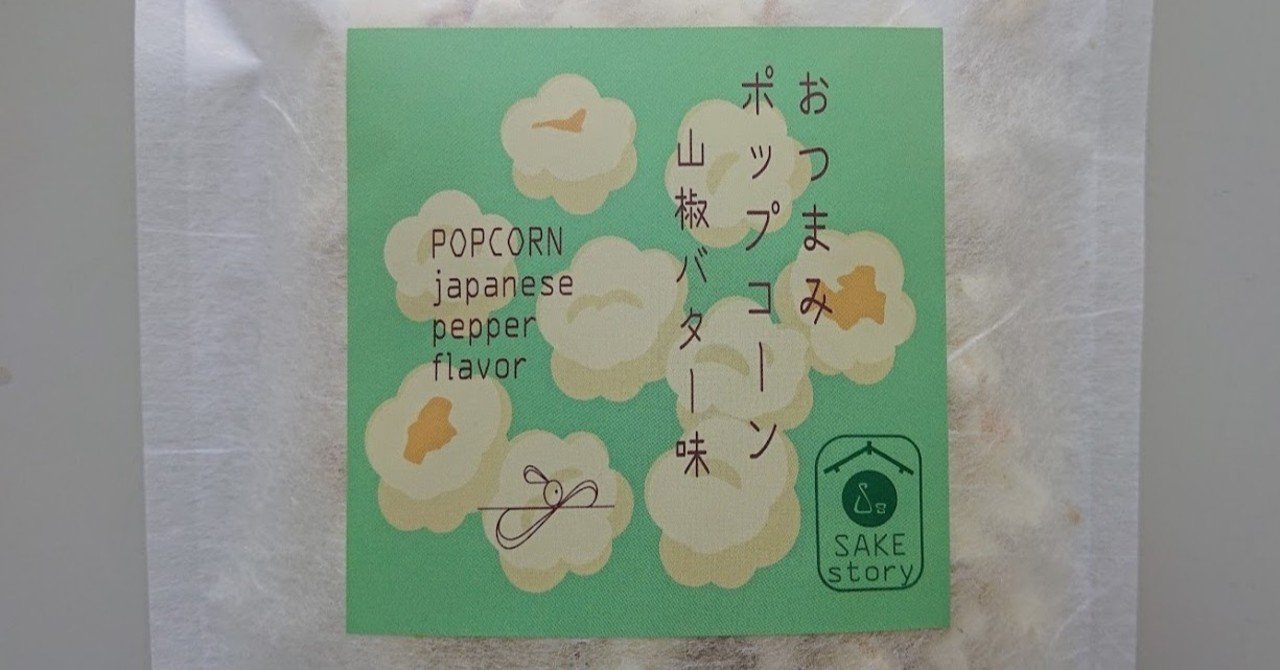 おつまみ
ポップコーン
山椒バター味
POPCORN
japanese
pepper
flavor
SAKE
story